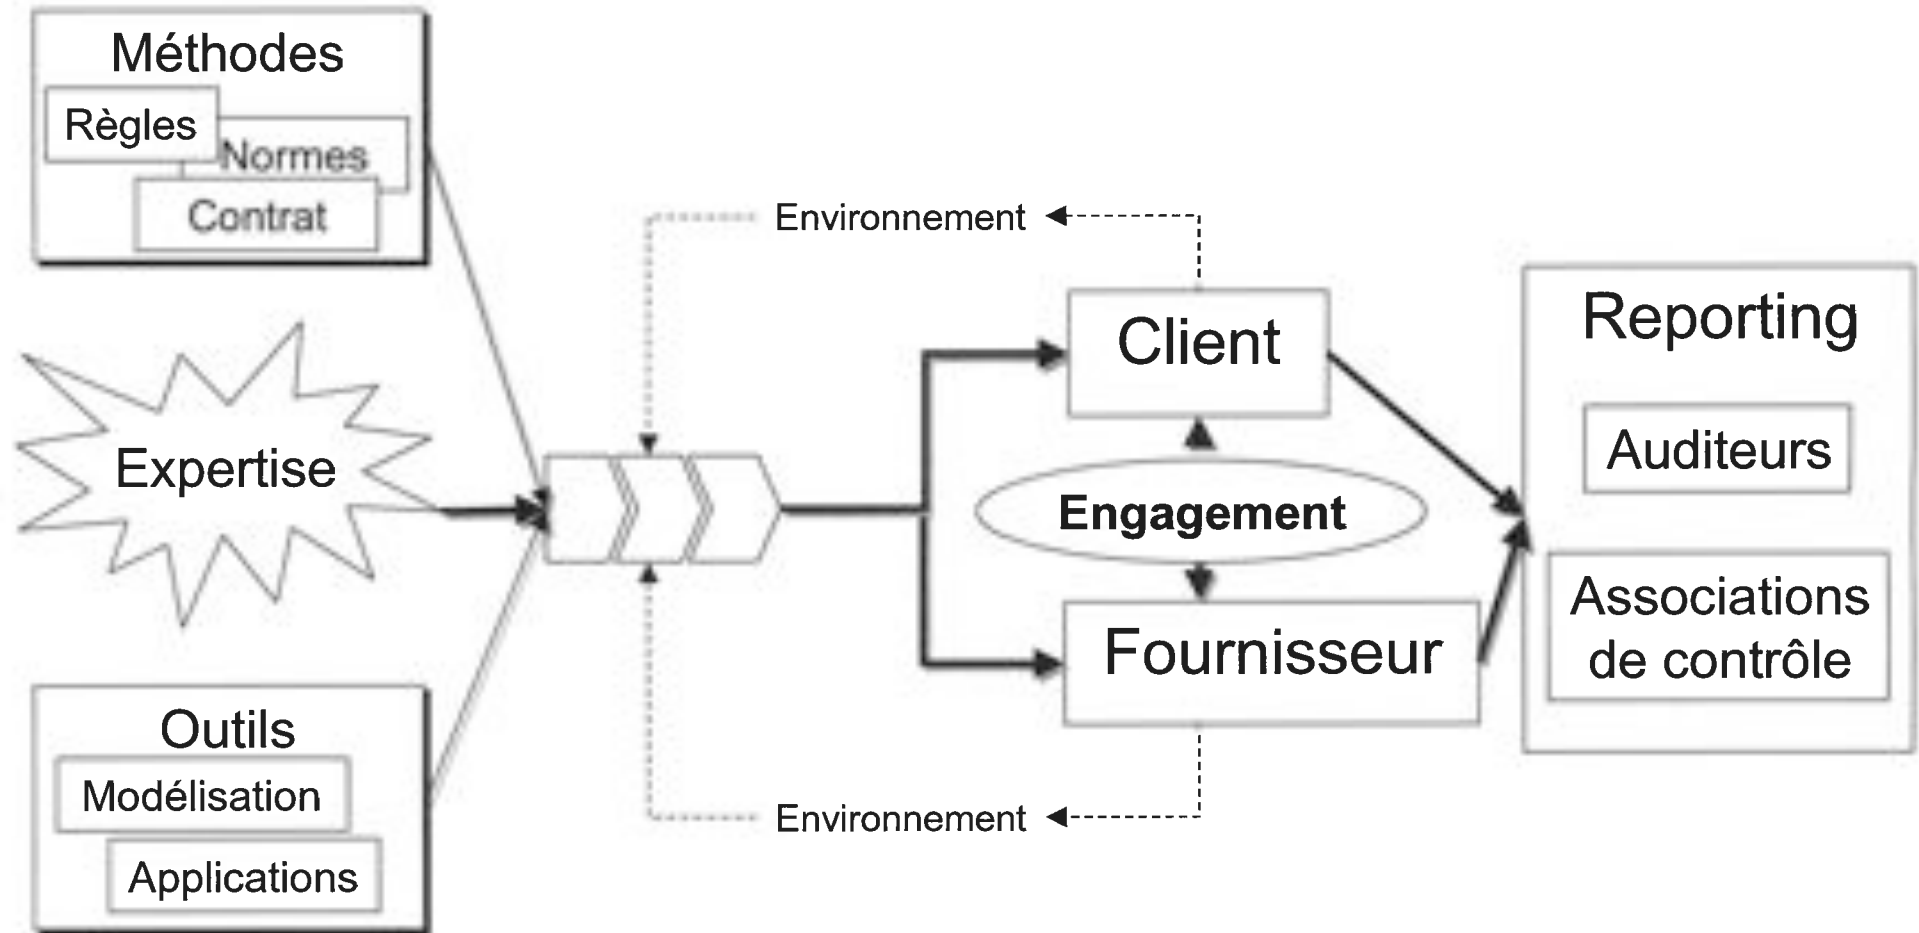 Méthodes
Règles
Normes
Contrat
Expertise
Outils
Modélisation
Applications
Environnement
Client
Engagement
Fournisseur
Environnement
Reporting
Auditeurs
Associations
de contrôle